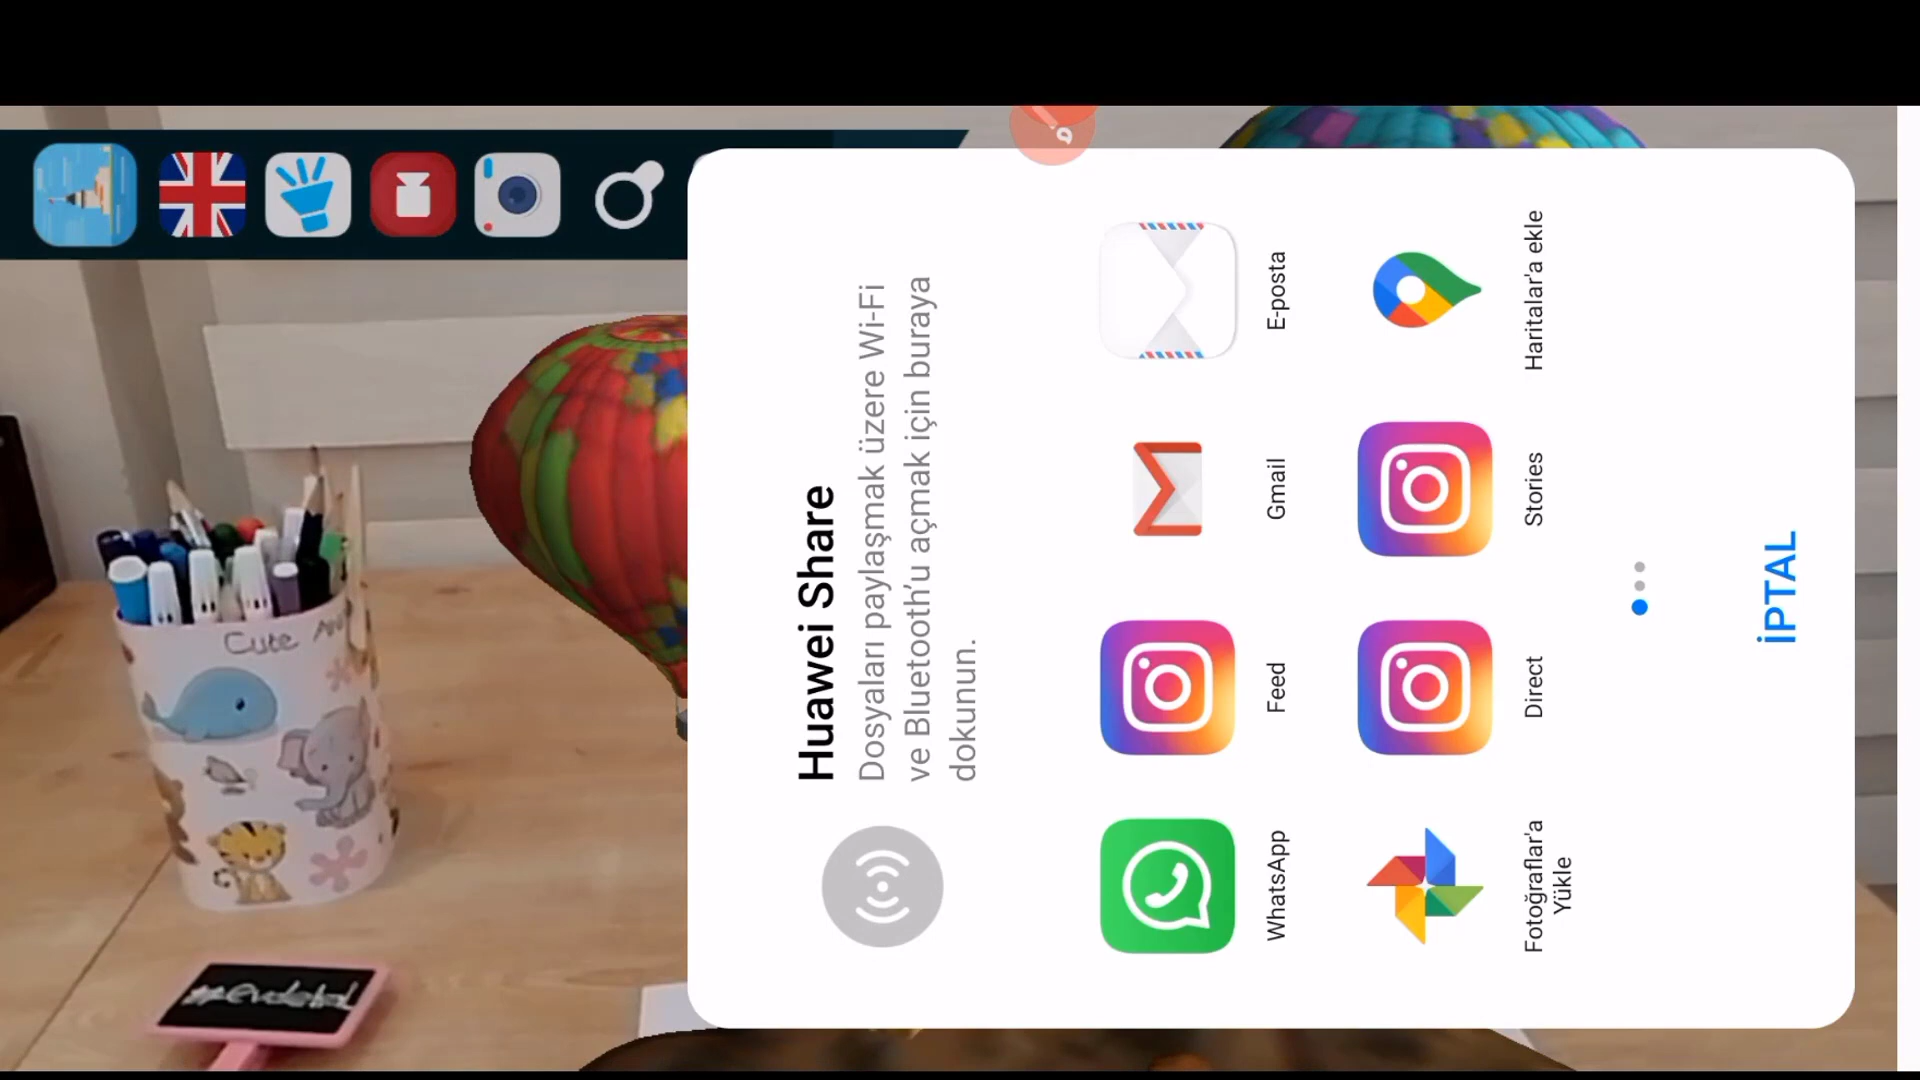 Huawei Share
Dosyaları paylaşmak üzere Wi-Fi
ve Bluetooth'u açmak için buraya
dokunun.
WhatsApp
Feed
Gmail
E-posta
Fotoğraflar'a
Yükle
Direct
Stories
Haritalar'a ekle
İPTAL
Cute
#evdekal